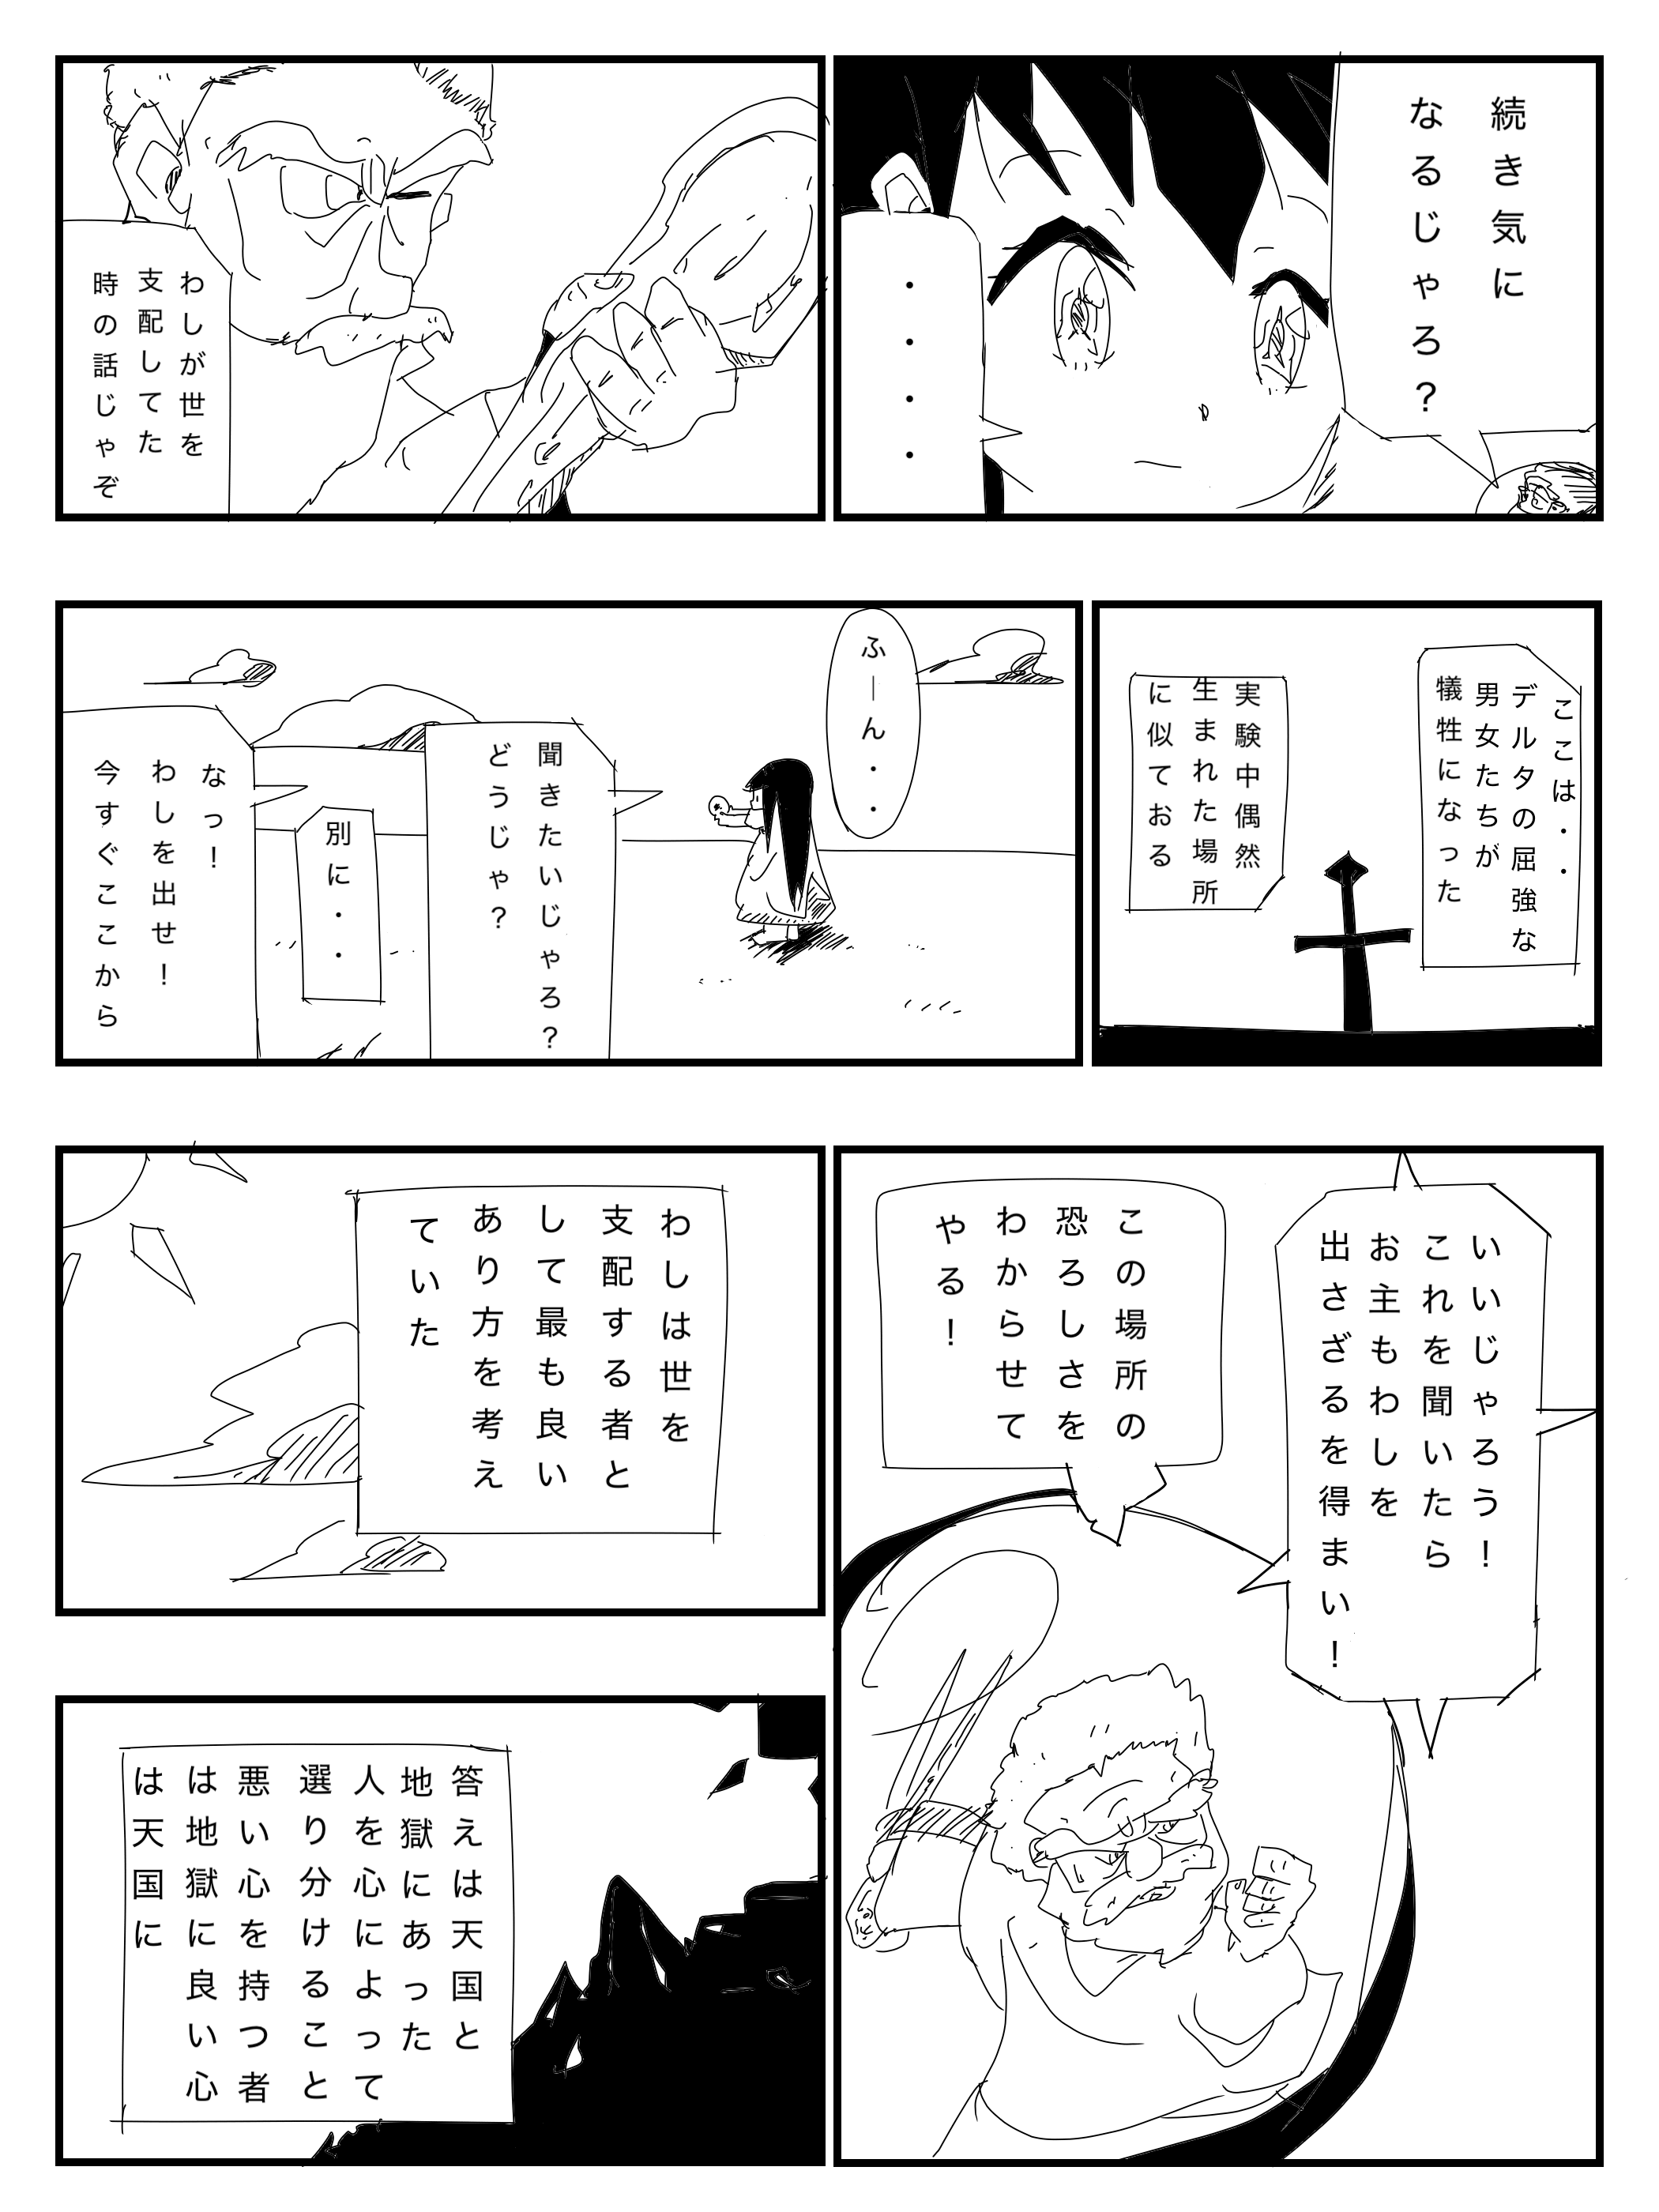 続き気に
なるじゃろ？
・・・・
わしが世を
支配してた
時の話じゃぞ
ここは・・
デルタの屈強な
男女たちが
犠牲になった
実験中偶然
生まれた場所
に似ておる
ふーん・・
聞きたいじゃろ？
どうじゃ？
別に・・
なっ！
わしを出せ！
今すぐここから
いいじゃろう！
これを聞いたら
お主もわしを
出さざるを得まい！
この場所の
恐ろしさを
わからせて
やる！
わしは世を
支配する者と
して最も良い
あり方を考え
ていた
答えは天国と
地獄にあった
人を心によって
選り分けること
悪い心を持つ者
は地獄に良い心
は天国に